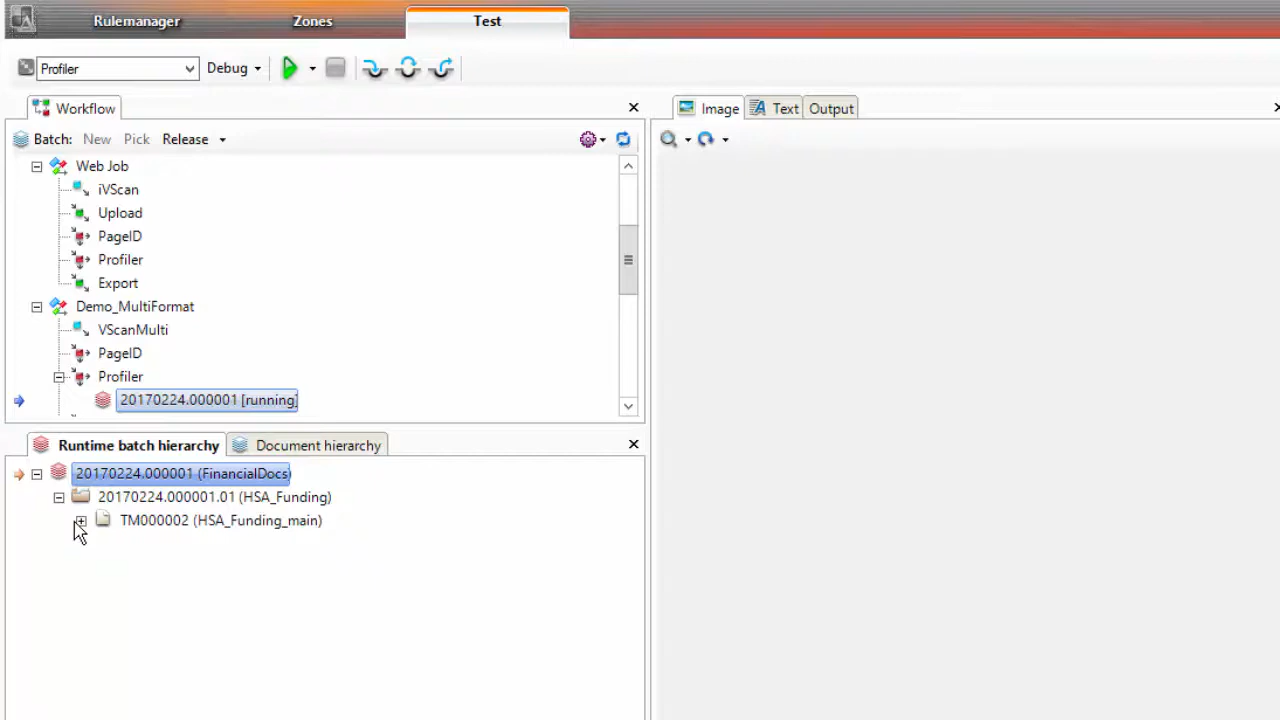 Rulemanager Zones Test
Profiler Debug
Workflow
Batch: New Pick Release
Web Job
iVScan
Upload
PageID
Profiler
Export
Demo_MultiFormat
VScanMulti
PageID
Profiler
20170224.000001 [running]
Runtime batch hierarchy Document hierarchy
20170224.000001 (FinancialDocs)
20170224.000001.01 (HSA_Funding)
TM000002 (HSA_Funding_main)
Image Text Output